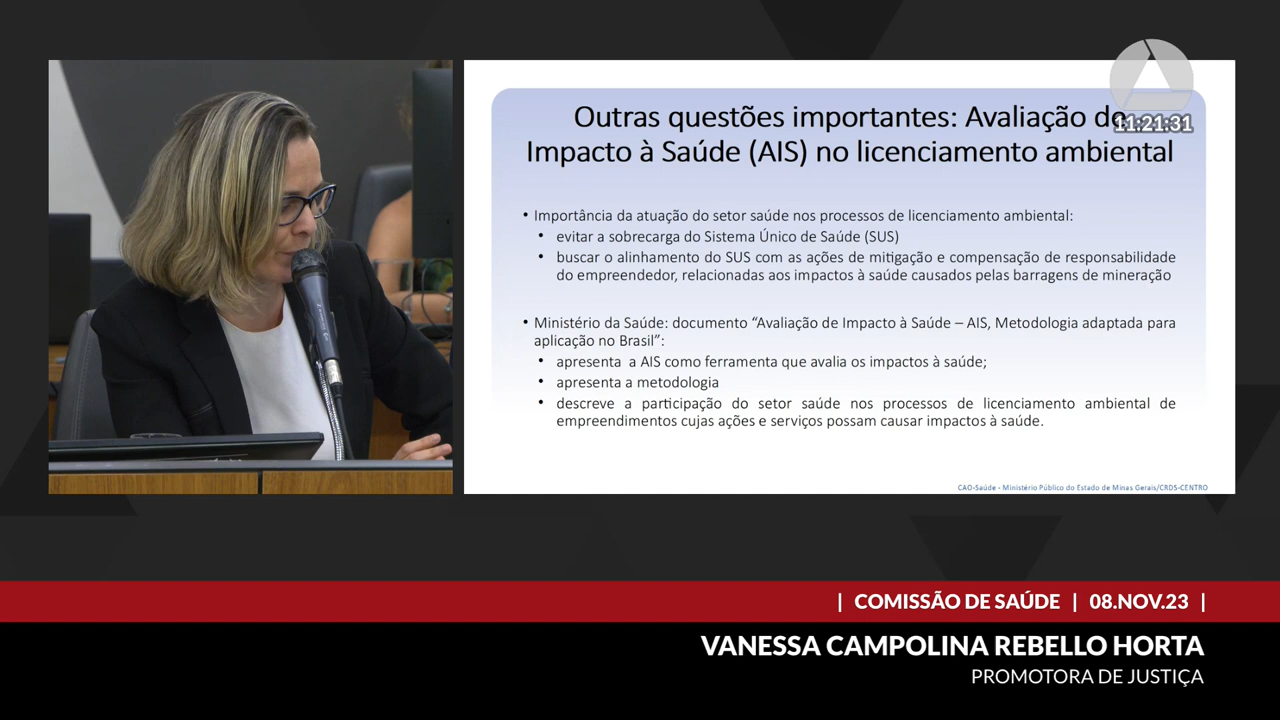 Outras questões importantes: Avaliação do
11:21:31
Impacto à Saúde (AIS) no licenciamento ambiental
• Importância da atuação do setor saúde nos processos de licenciamento ambiental:
• evitar a sobrecarga do Sistema Único de Saúde (SUS)
• buscar o alinhamento do SUS com as ações de mitigação e compensação de responsabilidade
do empreendedor, relacionadas aos impactos à saúde causados pelas barragens de mineração
• Ministério da Saúde: documento “Avaliação de Impacto à Saúde – AIS, Metodologia adaptada para
aplicação no Brasil”:
• apresenta a AIS como ferramenta que avalia os impactos à saúde;
• apresenta a metodologia
• descreve a participação do setor saúde nos processos de licenciamento ambiental de
empreendimentos cujas ações e serviços possam causar impactos à saúde.
CAO-Saúde - Ministério Público do Estado de Minas Gerais/CRDS-CENTRO
| COMISSÃO DE SAÚDE | 08.NOV.23 |
VANESSA CAMPOLINA REBELLO HORTA
PROMOTORA DE JUSTIÇA